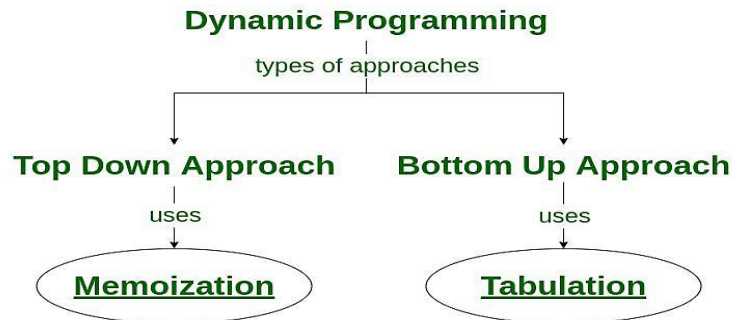 Dynamic Programming
types of approaches
Top Down Approach
Bottom Up Approach
uses
uses
Memoization
Tabulation